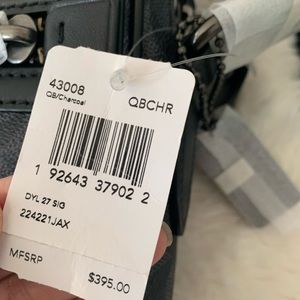 43008 QBCHR
QB/Charcoal
1 92643 37902 2
DYL 27 SIG
224221JAX
MFSRP $395.00